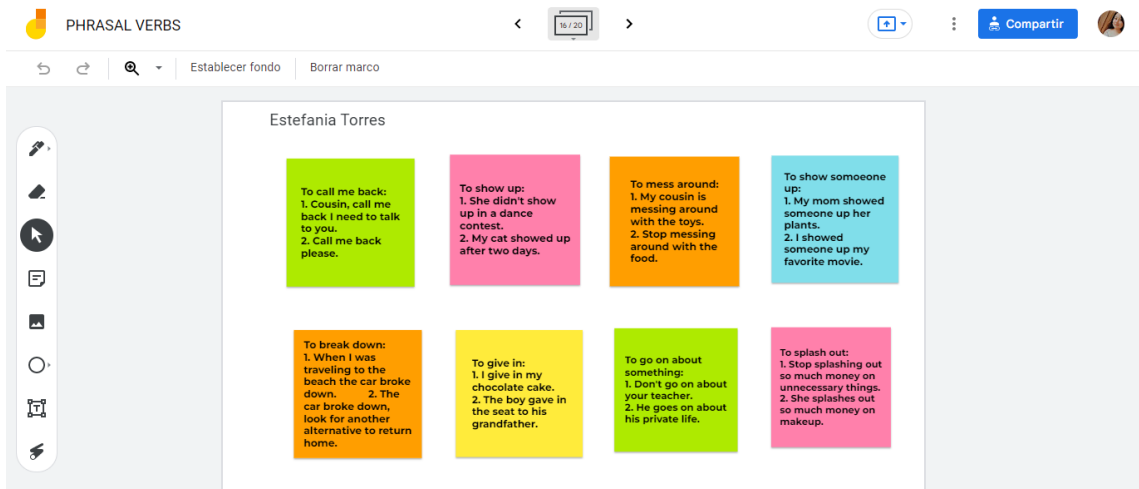 PHRASAL VERBS
16 / 20
Compartir
Establecer fondo
Borrar marco
Estefania Torres
To call me back:
1. Cousin, call me
back I need to talk
to you.
2. Call me back
please.
To show up:
1. She didn't show
up in a dance
contest.
2. My cat showed up
after two days.
To mess around:
1. My cousin is
messing around
with the toys.
2. Stop messing
around with the
food.
To show somoeone
up:
1. My mom showed
someone up her
plants.
2. I showed
someone up my
favorite movie.
To break down:
1. When I was
traveling to the
beach the car broke
down. 2. The
car broke down,
look for another
alternative to return
home.
To give in:
1. I give in my
chocolate cake.
2. The boy gave in
the seat to his
grandfather.
To go on about
something:
1. Don't go on about
your teacher.
2. He goes on about
his private life.
To splash out:
1. Stop splashing out
so much money on
unnecessary things.
2. She splashes out
so much money on
makeup.